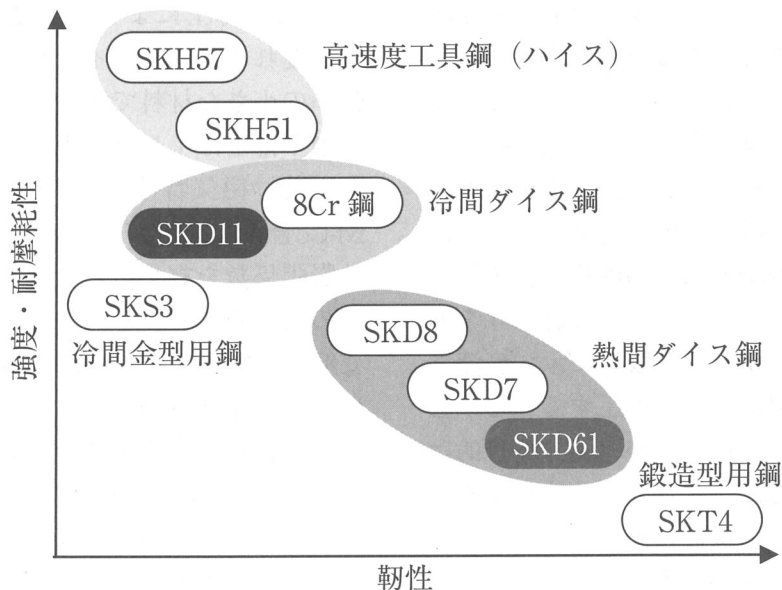 SKH57
高速度工具鋼（ハイス）
SKH51
8Cr 鋼
冷間ダイス鋼
SKD11
SKS3
冷間金型用鋼
SKD8
熱間ダイス鋼
SKD7
SKD61
鍛造型用鋼
SKT4
強度・耐摩耗性
靭性